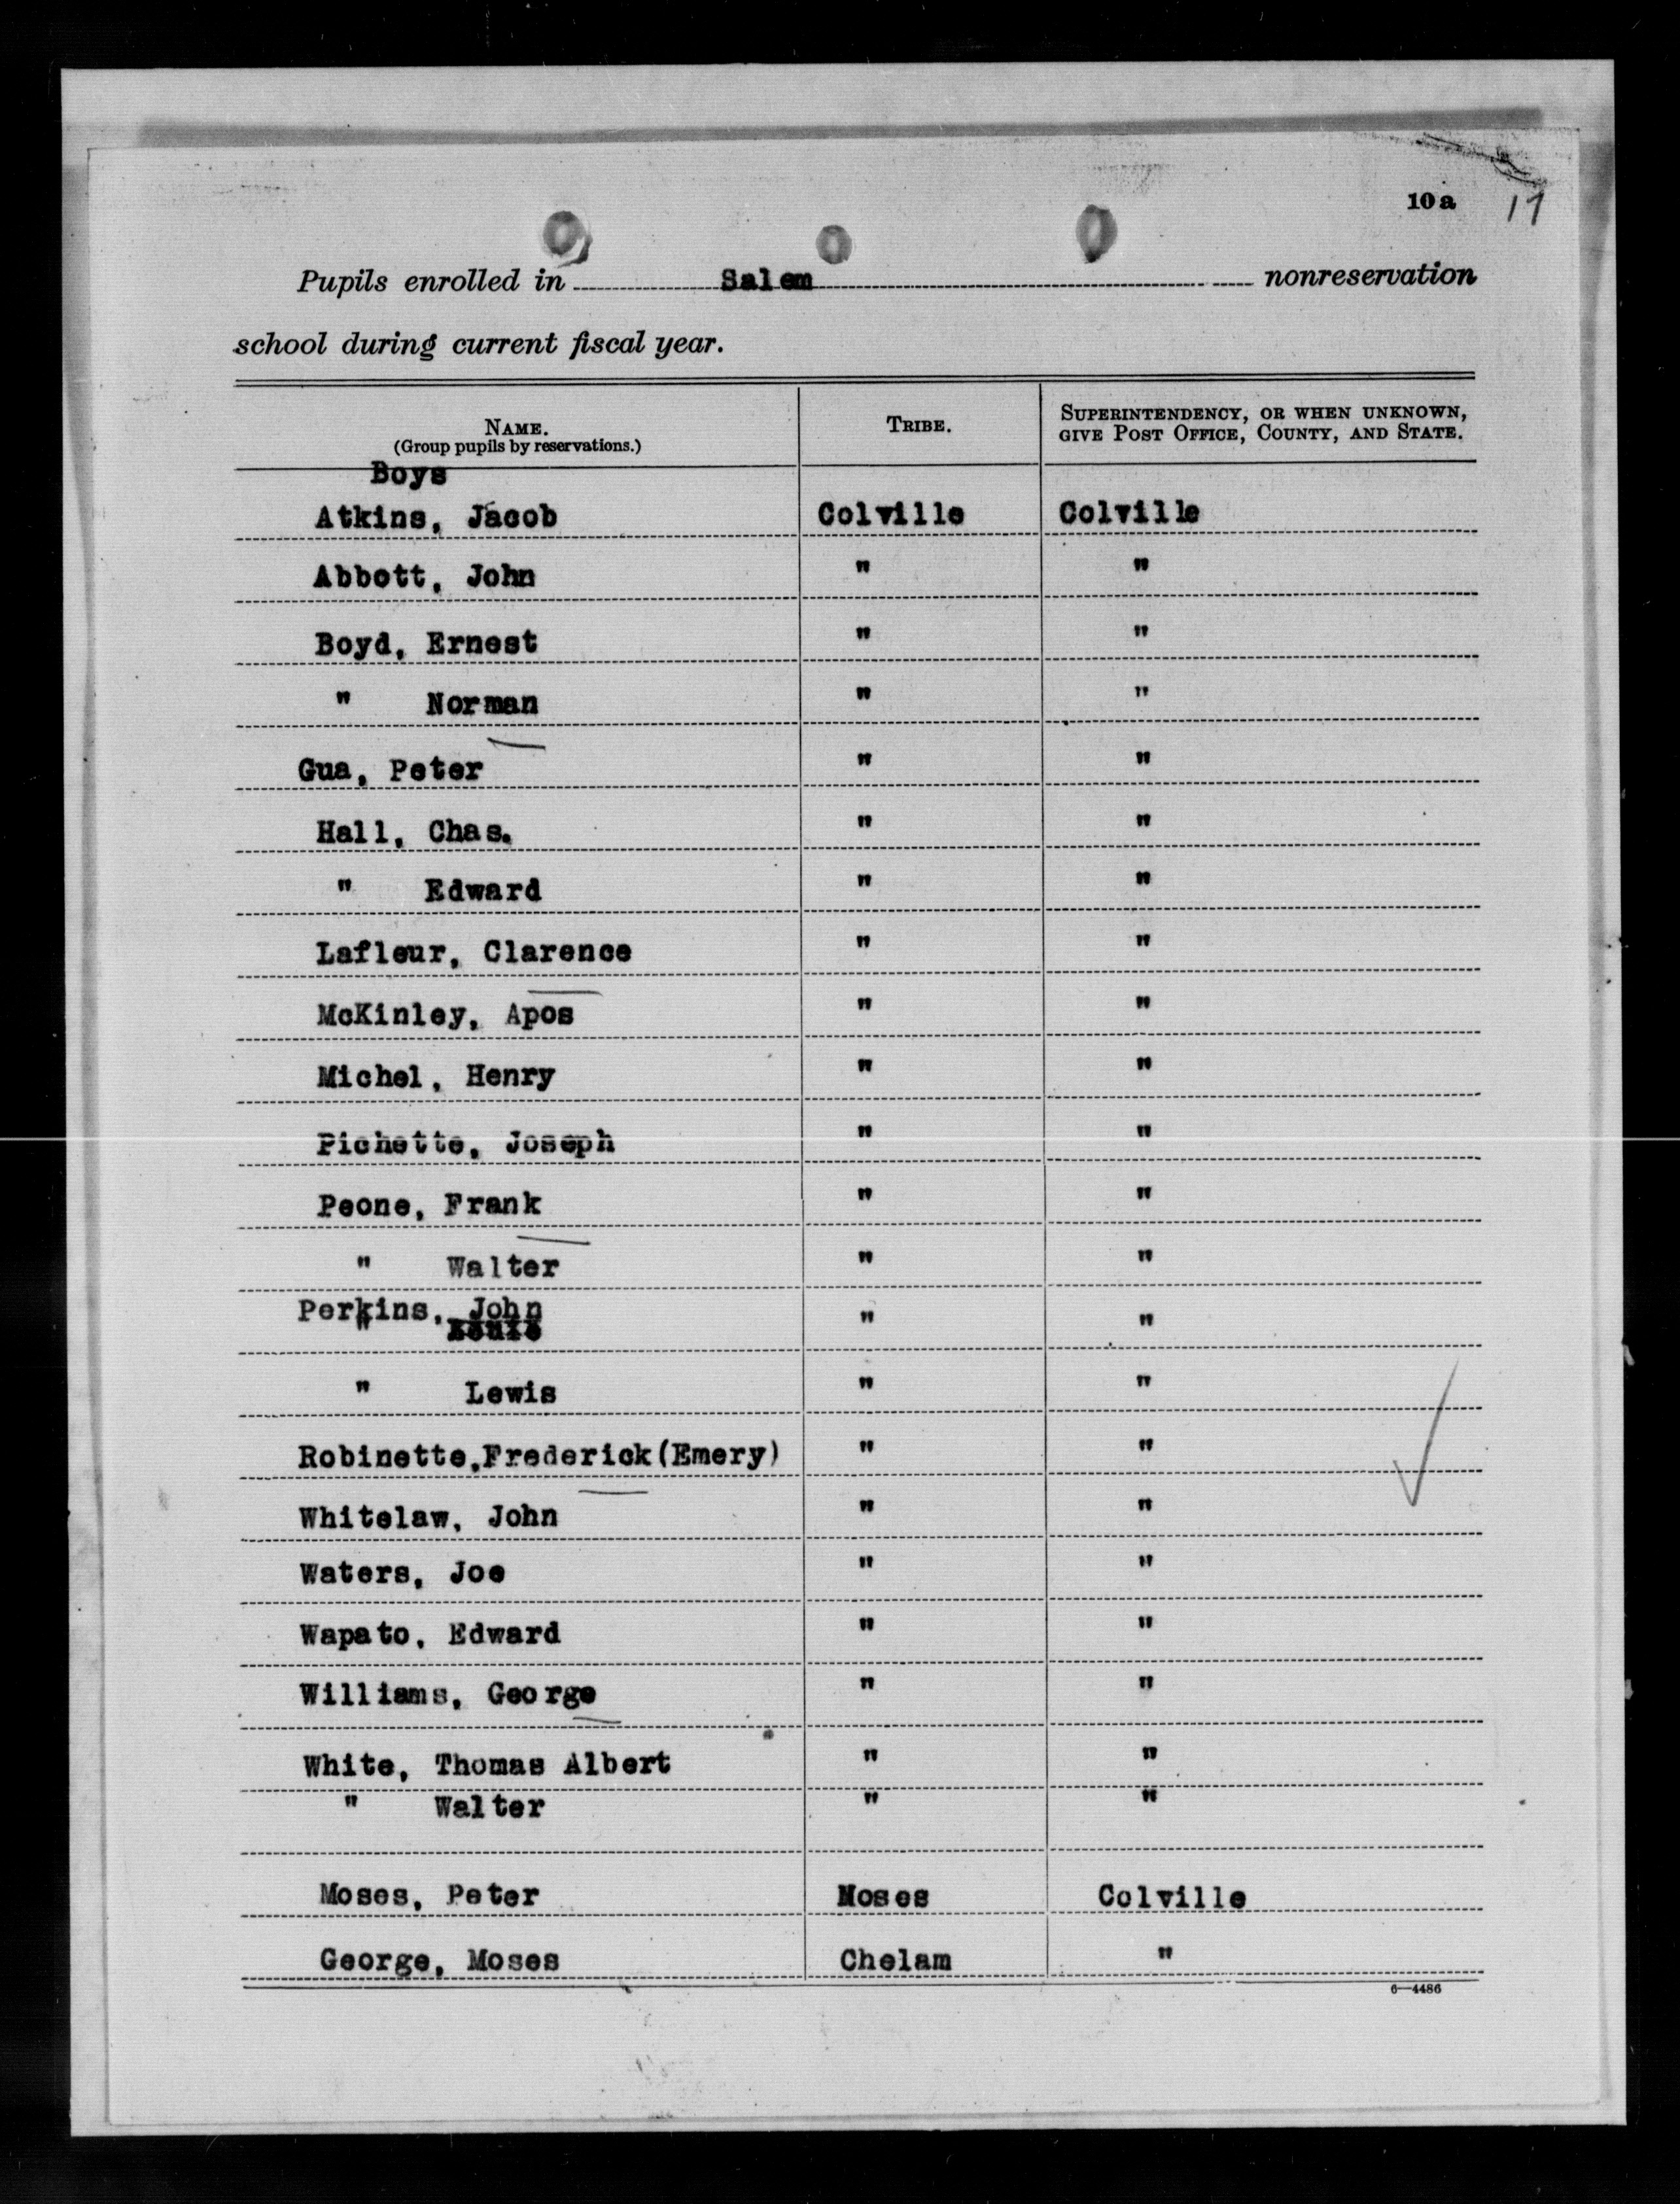 10a 17
Pupils enrolled in Salem nonreservation
school during current fiscal year.
NAME. TRIBE. SUPERINTENDENCY, OR WHEN UNKNOWN,
(Group pupils by reservations.) GIVE POST OFFICE, COUNTY, AND STATE.
Boys
Atkins, Jacob Colville Colville
Abbott, John " "
Boyd, Ernest " "
" Norman " "
Gua, Peter " "
Hall, Chas. " "
" Edward " "
Lafleur, Clarence " "
McKinley, Apos " "
Michel, Henry " "
Pichette, Joseph " "
Peone, Frank " "
" Walter " "
Perkins, John " "
" Lewis " "
Robinette, Frederick (Emery) " "
Whitelaw, John " "
Waters, Joe " "
Wapato, Edward " "
Williams, George " "
White, Thomas Albert " "
" Walter " "
Moses, Peter Moses Colville
George, Moses Chelam "
6—4486